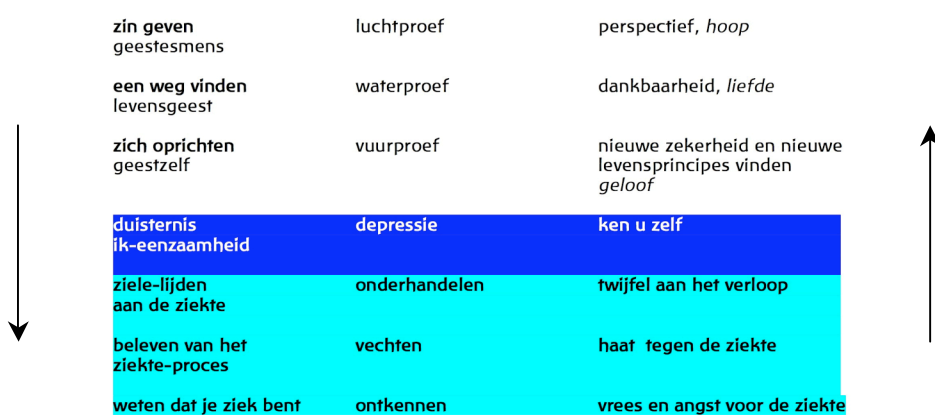 zin geven luchtproef perspectief, hoop
geestesmens
een weg vinden waterproef dankbaarheid, liefde
levensgeest
zich oprichten vuurproef nieuwe zekerheid en nieuwe
geestzelf levensprincipes vinden
geloof
duisternis depressie ken u zelf
ik-eenzaamheid
ziele-lijden onderhandelen twijfel aan het verloop
aan de ziekte
beleven van het vechten haat tegen de ziekte
ziekte-proces
weten dat je ziek bent ontkennen vrees en angst voor de ziekte